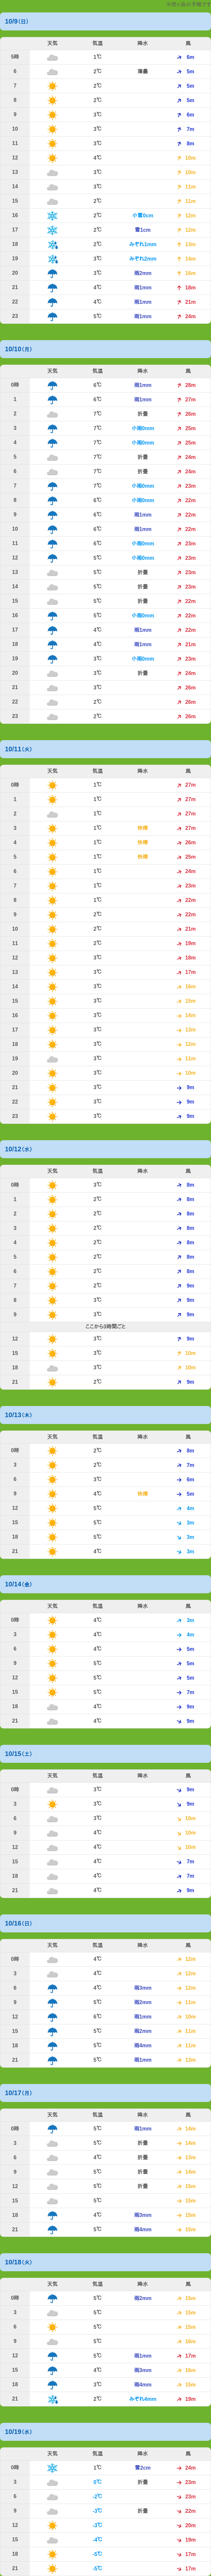 10/9(日)
天気 気温 降水 風
5時 1℃ 6m
6 2℃ 薄曇 5m
7 2℃ 5m
8 2℃ 5m
9 3℃ 6m
10 3℃ 7m
11 3℃ 8m
12 4℃ 10m
13 3℃ 10m
14 3℃ 11m
15 2℃ 11m
16 2℃ 小雪0cm 12m
17 2℃ 雪1cm 12m
18 2℃ みぞれ1mm 13m
19 3℃ みぞれ2mm 14m
20 3℃ 雨2mm 16m
21 4℃ 雨1mm 18m
22 4℃ 雨1mm 21m
23 5℃ 雨1mm 24m
10/10(月)
天気 気温 降水 風
0時 6℃ 雨1mm 26m
1 6℃ 雨1mm 27m
2 7℃ 折曇 26m
3 7℃ 小雨0mm 25m
4 7℃ 小雨0mm 25m
5 7℃ 折曇 24m
6 7℃ 折曇 24m
7 7℃ 小雨0mm 23m
8 6℃ 小雨0mm 22m
9 6℃ 雨1mm 22m
10 6℃ 雨1mm 22m
11 6℃ 小雨0mm 23m
12 5℃ 小雨0mm 23m
13 5℃ 折曇 23m
14 5℃ 折曇 23m
15 5℃ 折曇 22m
16 5℃ 小雨0mm 22m
17 4℃ 雨1mm 22m
18 4℃ 雨1mm 21m
19 3℃ 小雨0mm 23m
20 3℃ 折曇 24m
21 3℃ 26m
22 2℃ 26m
23 2℃ 26m
10/11(火)
天気 気温 降水 風
0時 1℃ 27m
1 1℃ 27m
2 1℃ 27m
3 1℃ 快晴 27m
4 1℃ 快晴 26m
5 1℃ 快晴 25m
6 1℃ 24m
7 1℃ 23m
8 1℃ 22m
9 2℃ 22m
10 2℃ 21m
11 2℃ 19m
12 3℃ 18m
13 3℃ 17m
14 3℃ 16m
15 3℃ 15m
16 3℃ 14m
17 3℃ 13m
18 3℃ 12m
19 3℃ 11m
20 3℃ 10m
21 3℃ 9m
22 3℃ 9m
23 3℃ 9m
10/12(水)
天気 気温 降水 風
0時 3℃ 8m
1 2℃ 8m
2 2℃ 8m
3 2℃ 8m
4 2℃ 8m
5 2℃ 8m
6 2℃ 8m
7 2℃ 9m
8 3℃ 9m
9 3℃ 9m
ここから3時間ごと
12 3℃ 9m
15 3℃ 10m
18 3℃ 10m
21 2℃ 9m
10/13(木)
天気 気温 降水 風
0時 2℃ 8m
3 2℃ 7m
6 3℃ 6m
9 4℃ 快晴 5m
12 5℃ 4m
15 5℃ 3m
18 5℃ 3m
21 4℃ 3m
10/14(金)
天気 気温 降水 風
0時 4℃ 3m
3 4℃ 4m
6 4℃ 5m
9 5℃ 5m
12 5℃ 5m
15 5℃ 7m
18 4℃ 9m
21 4℃ 9m
10/15(土)
天気 気温 降水 風
0時 3℃ 9m
3 3℃ 9m
6 3℃ 10m
9 4℃ 10m
12 4℃ 10m
15 4℃ 7m
18 4℃ 7m
21 4℃ 9m
10/16(日)
天気 気温 降水 風
0時 4℃ 12m
3 4℃ 12m
6 4℃ 雨3mm 12m
9 5℃ 雨2mm 11m
12 6℃ 雨1mm 10m
15 5℃ 雨2mm 11m
18 5℃ 雨4mm 11m
21 5℃ 雨1mm 13m
10/17(月)
天気 気温 降水 風
0時 5℃ 雨1mm 14m
3 5℃ 折曇 14m
6 4℃ 折曇 13m
9 5℃ 折曇 14m
12 5℃ 折曇 15m
15 5℃ 15m
18 4℃ 雨3mm 15m
21 5℃ 雨4mm 15m
10/18(火)
天気 気温 降水 風
0時 5℃ 雨2mm 15m
3 5℃ 15m
6 5℃ 15m
9 5℃ 16m
12 5℃ 雨1mm 17m
15 4℃ 雨3mm 16m
18 3℃ 雨4mm 15m
21 2℃ みぞれ4mm 19m
10/19(水)
天気 気温 降水 風
0時 1℃ 雪2cm 24m
3 0℃ 折曇 23m
6 -2℃ 23m
9 -3℃ 折曇 22m
12 -3℃ 20m
15 -4℃ 19m
18 -5℃ 17m
21 -5℃ 17m